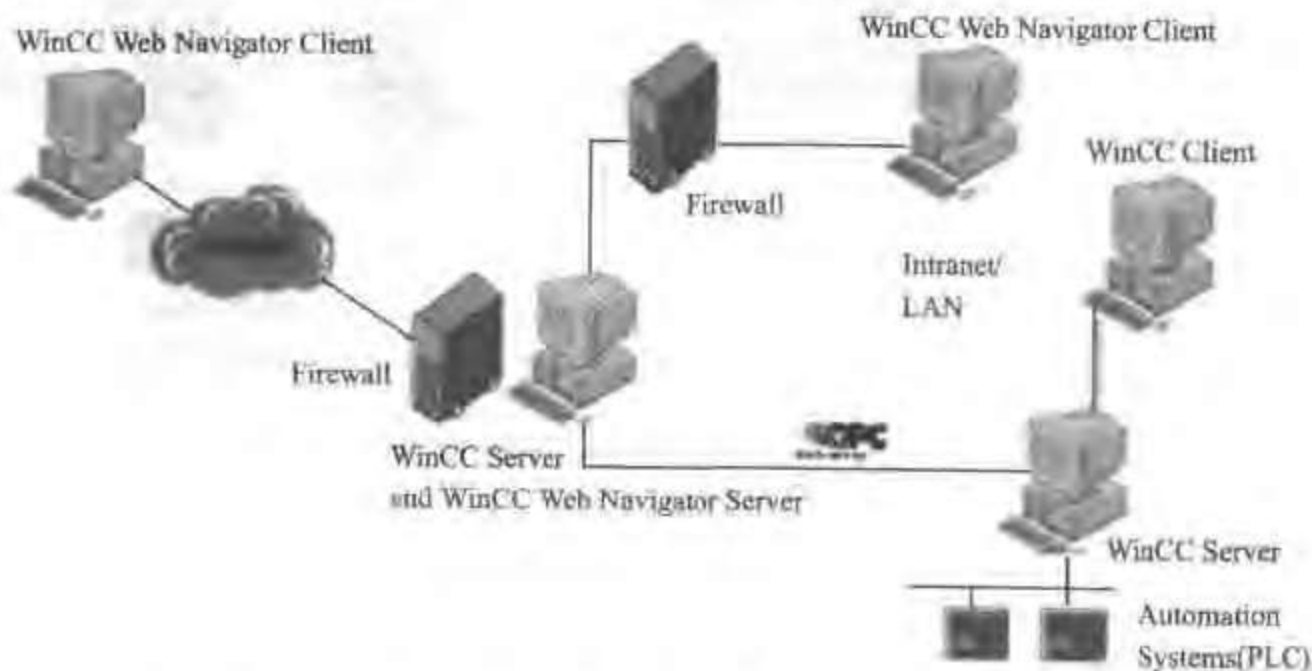 WinCC Web Navigator Client
WinCC Web Navigator Client
WinCC Client
Firewall
Intranet/
LAN
Firewall
OPC
WinCC Server
and WinCC Web Navigator Server
WinCC Server
Automation
Systems(PLC)